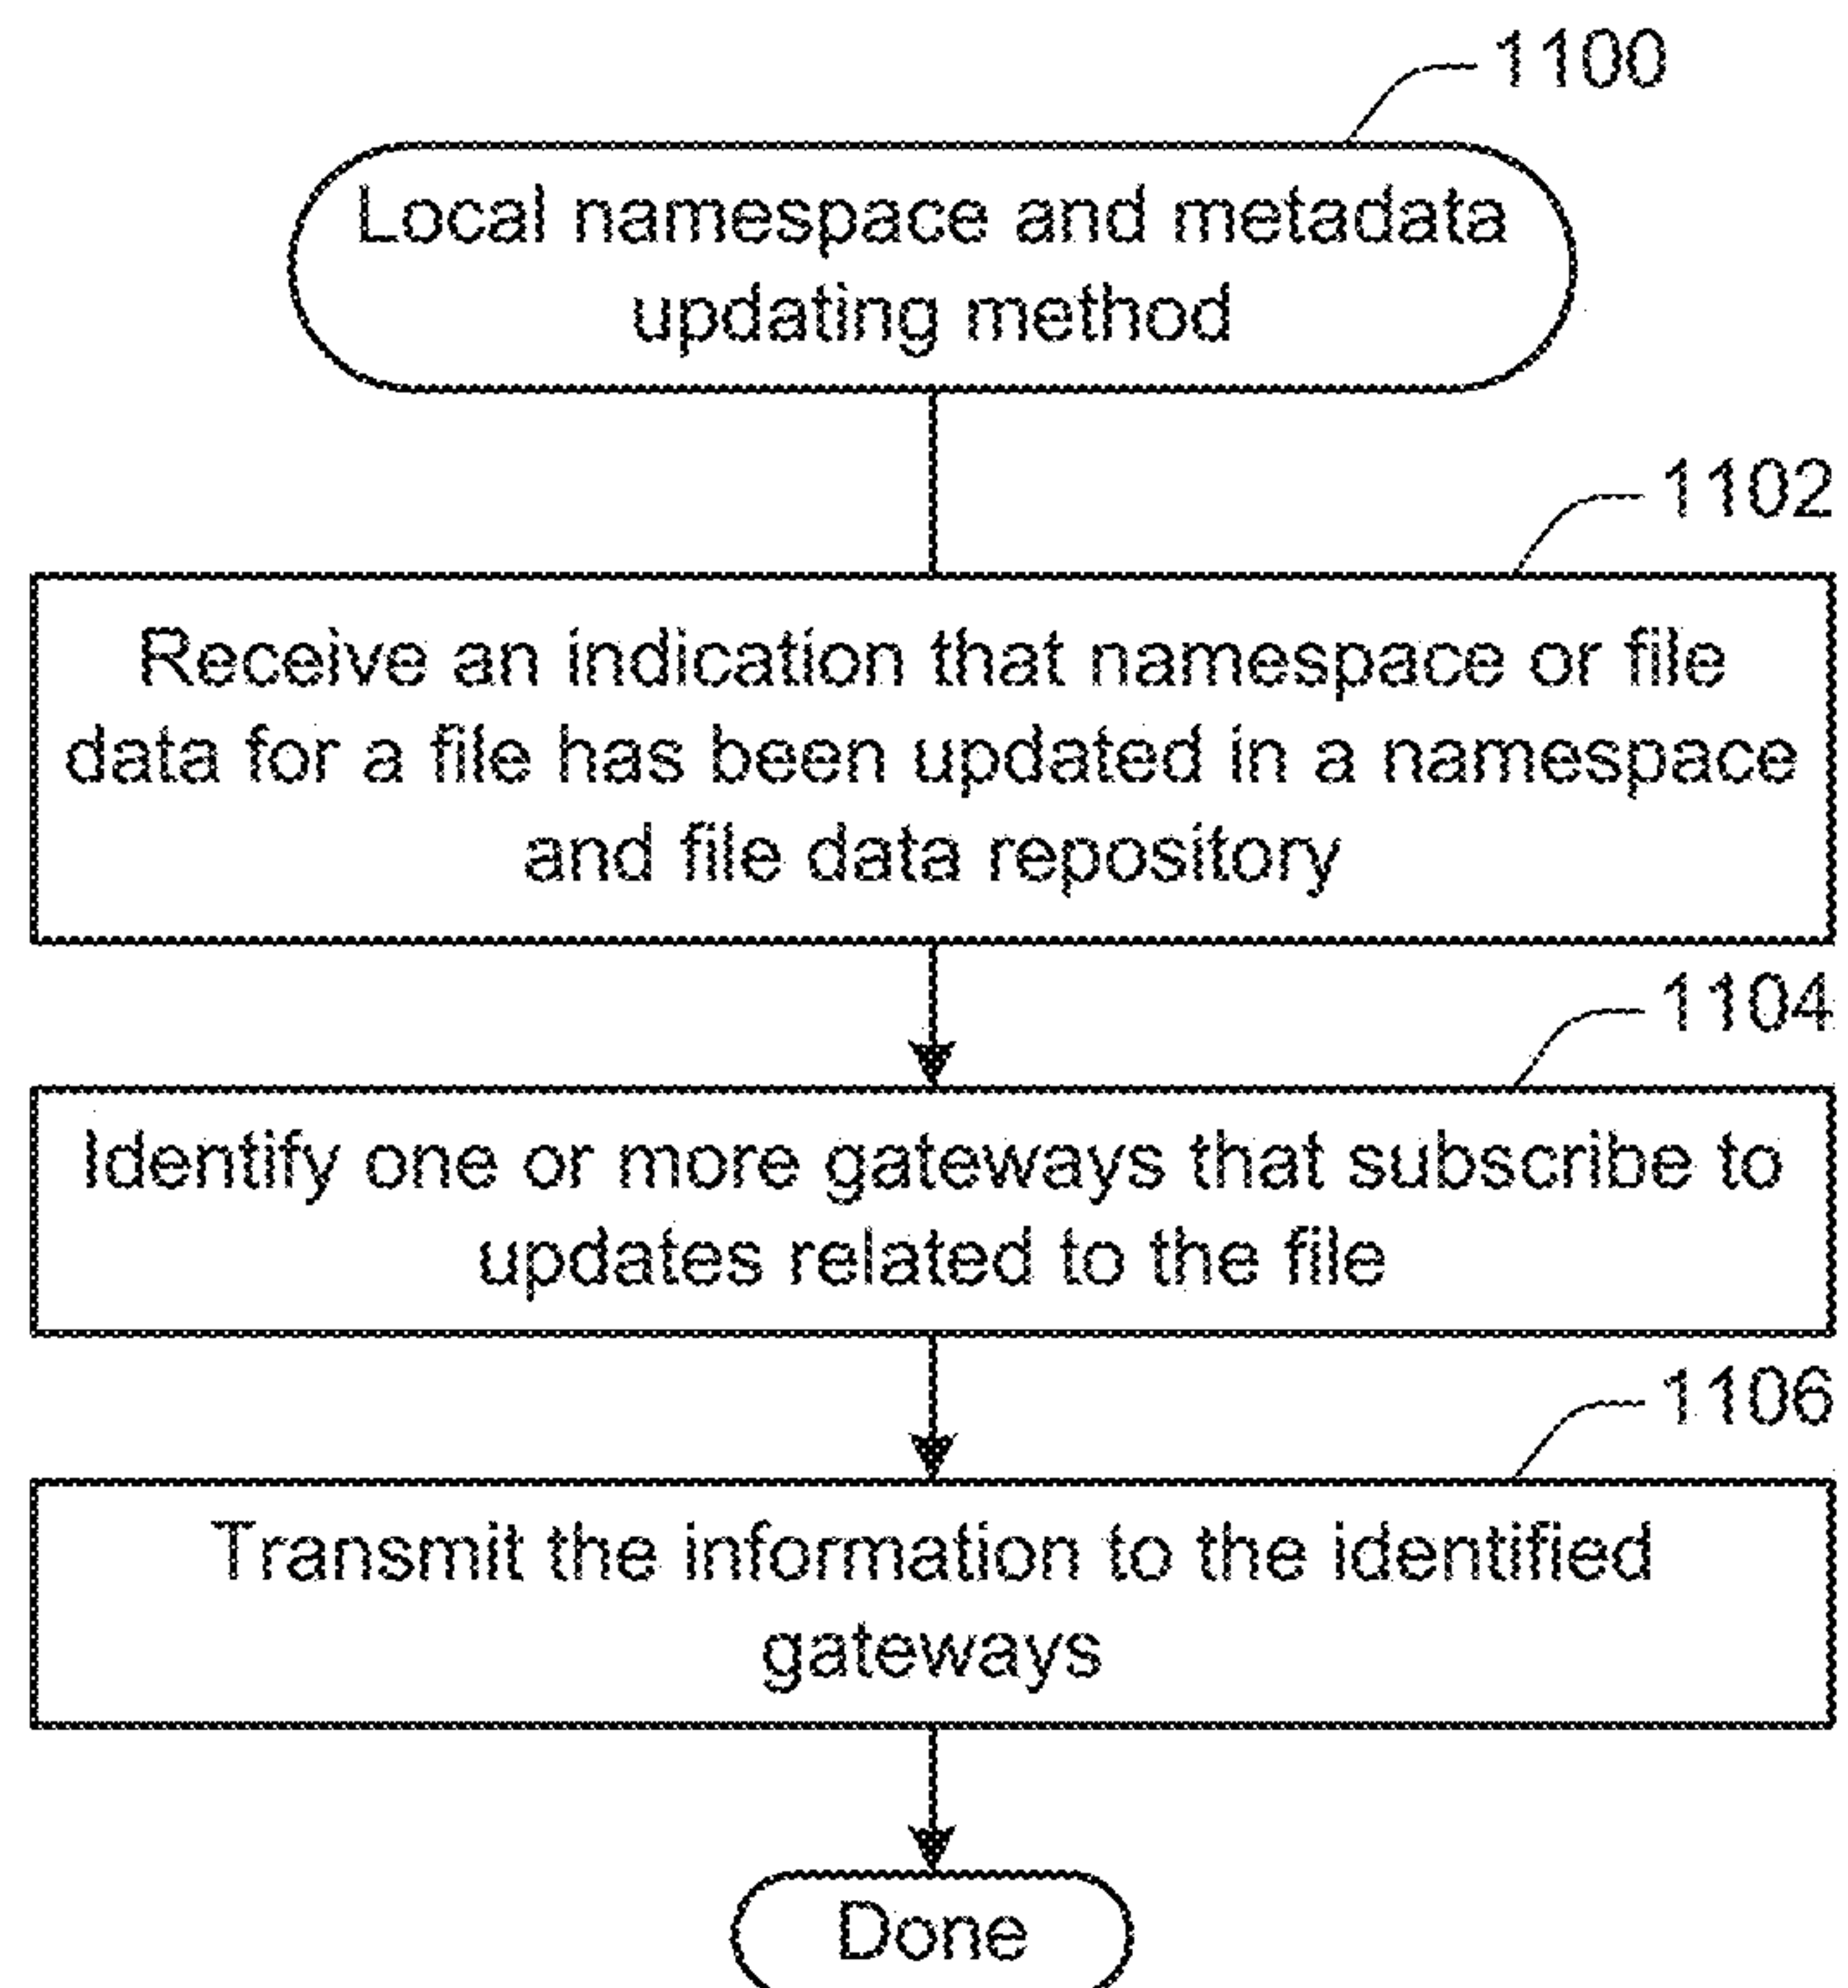 1100
Local namespace and metadata
updating method
1102
Receive an indication that namespace or file
data for a file has been updated in a namespace
and file data repository
1104
Identify one or more gateways that subscribe to
updates related to the file
1106
Transmit the information to the identified
gateways
Done